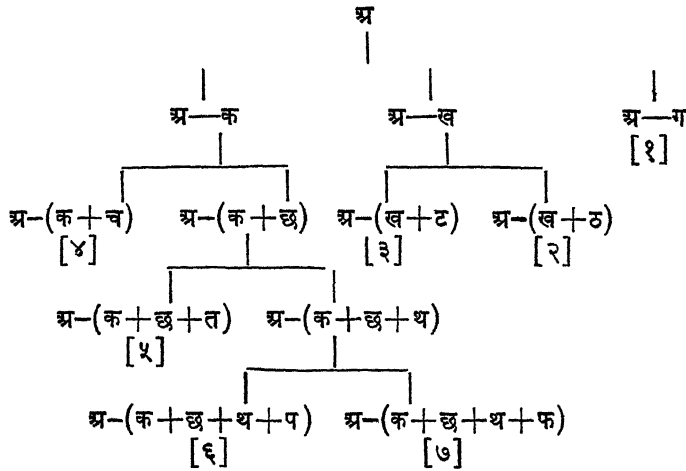 अ
अ—क अ—ख अ—ग
[१]
अ-(क+च) अ-(क+छ) अ-(ख+ट) अ-(ख+ठ)
[४] [३] [२]
अ-(क+छ+त) अ-(क+छ+थ)
[५]
अ-(क+छ+थ+प) अ-(क+छ+थ+फ)
[६] [७]